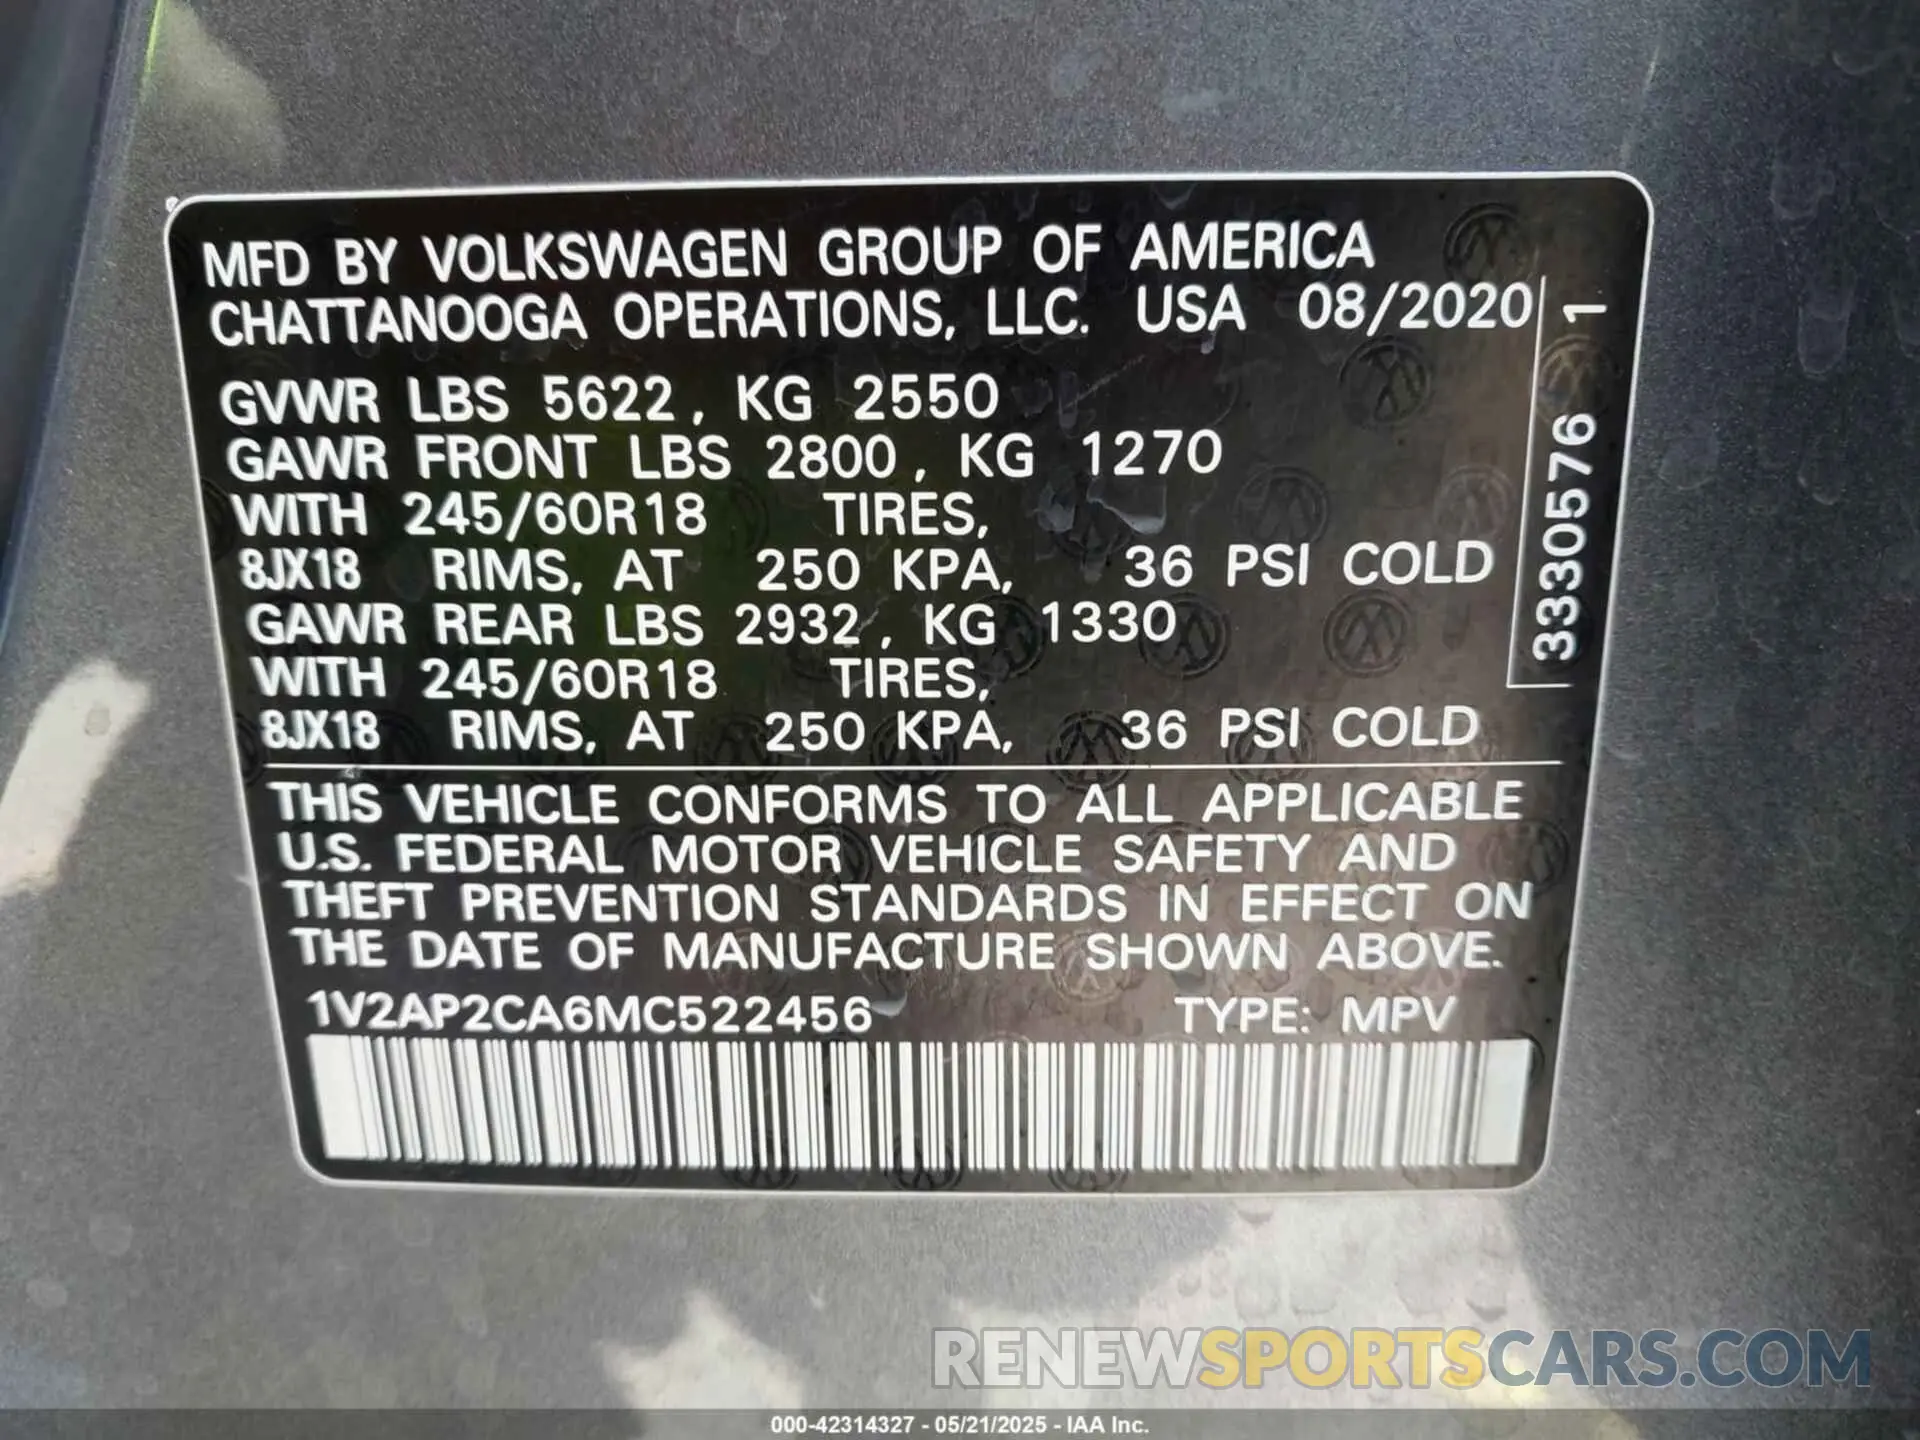 MFD BY VOLKSWAGEN GROUP OF AMERICA
CHATTANOOGA OPERATIONS, LLC. USA 08/2020
GVWR LBS 5622, KG 2550
GAWR FRONT LBS 2800, KG 1270
WITH 245/60R18 TIRES,
8JX18 RIMS, AT 250 KPA, 36 PSI COLD
GAWR REAR LBS 2932, KG 1330
WITH 245/60R18 TIRES,
8JX18 RIMS, AT 250 KPA, 36 PSI COLD
3330576 1
THIS VEHICLE CONFORMS TO ALL APPLICABLE
U.S. FEDERAL MOTOR VEHICLE SAFETY AND
THEFT PREVENTION STANDARDS IN EFFECT ON
THE DATE OF MANUFACTURE SHOWN ABOVE.
1V2AP2CA6MC522456 TYPE: MPV
RENEWSPORTSCARS.COM
000-42314327 - 05/21/2025 - IAA Inc.